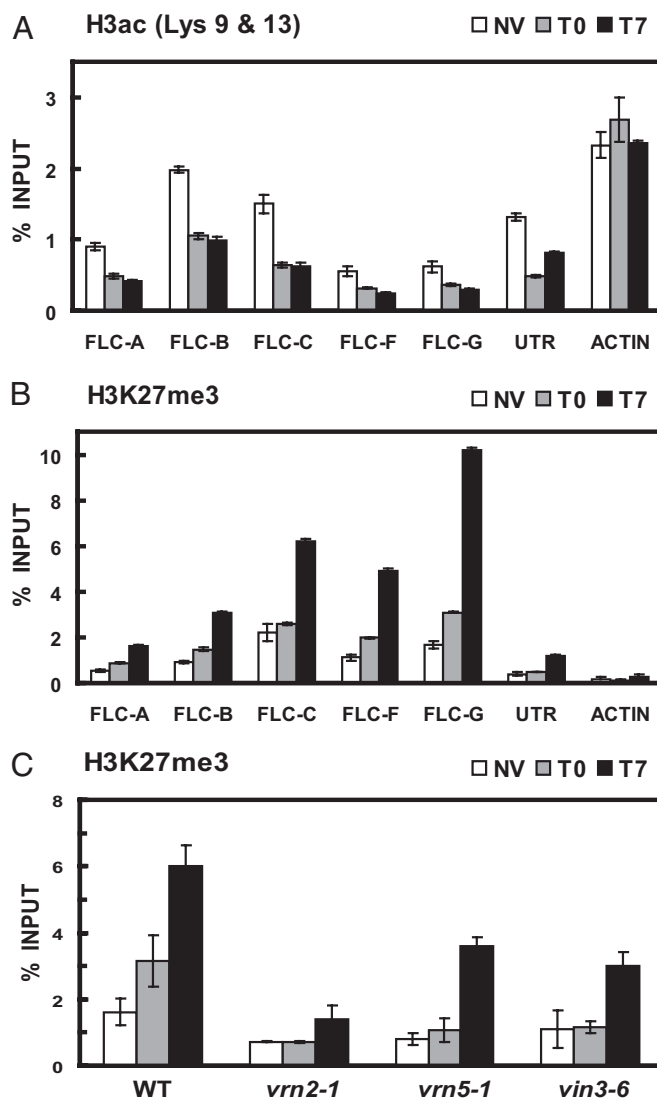 A H3ac (Lys 9 & 13) NV T0 T7
3
2
1
0
% INPUT
FLC-A FLC-B FLC-C FLC-F FLC-G UTR ACTIN
B H3K27me3 NV T0 T7
10
8
6
4
2
0
% INPUT
FLC-A FLC-B FLC-C FLC-F FLC-G UTR ACTIN
C H3K27me3 NV T0 T7
8
6
4
2
0
% INPUT
WT vrn2-1 vrn5-1 vin3-6